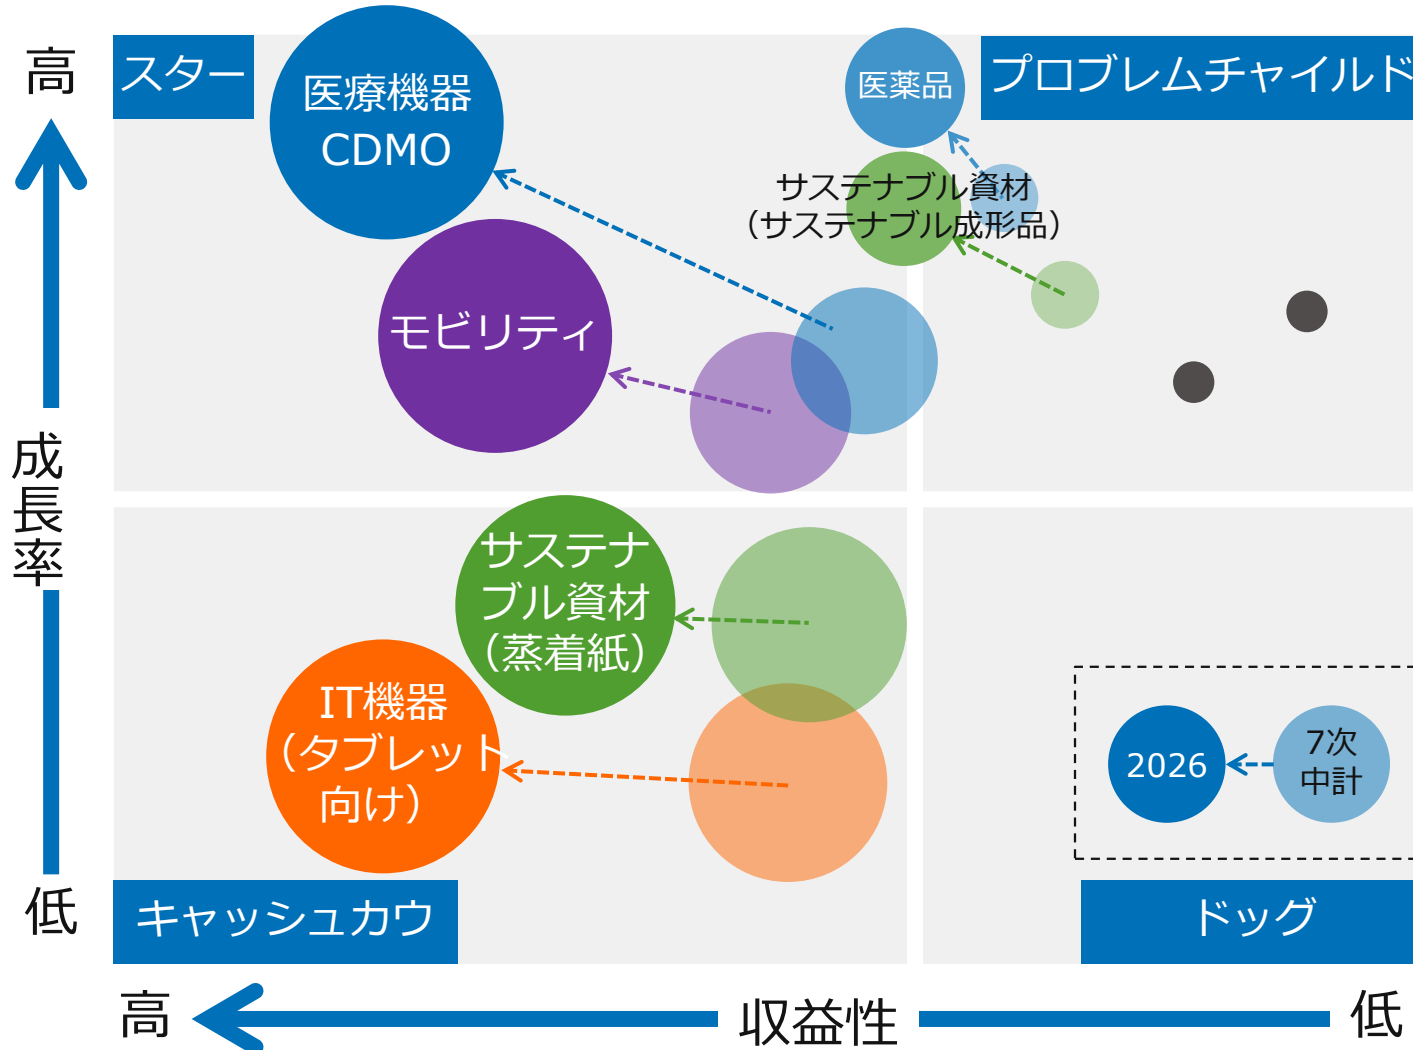 高
スター
医療機器
CDMO
医薬品
プロブレムチャイルド
サステナブル資材
（サステナブル成形品）
モビリティ
成長率
サステナ
ブル資材
（蒸着紙）
IT機器
（タブレット
向け）
2026
7次
中計
低
キャッシュカウ
ドッグ
高
収益性
低